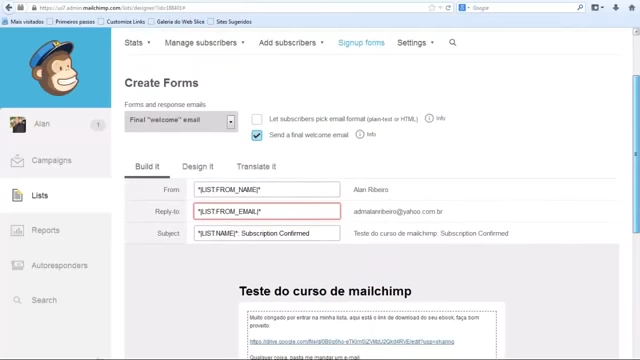 https://us7.admin.mailchimp.com/lists/designer?id=188401#
Google
Mais visitados
Primeiros passos
Customize Links
Galeria do Web Slice
Sites Sugeridos
Stats
Manage subscribers
Add subscribers
Signup forms
Settings
Create Forms
Forms and response emails
Final "welcome" email
Let subscribers pick email format (plain-text or HTML)
Info
Send a final welcome email
Info
Alan
1
Campaigns
Lists
Reports
Autoresponders
Search
Build it
Design it
Translate it
From
*|LIST:FROM_NAME|*
Alan Ribeiro
Reply-to
*|LIST:FROM_EMAIL|*
admalanribeiro@yahoo.com.br
Subject
*|LIST:NAME|*: Subscription Confirmed
Teste do curso de mailchimp: Subscription Confirmed
Teste do curso de mailchimp
Muito obrigado por entrar na minha lista, aqui está o link de download do seu ebook, faça bom
proveito.
Qualquer coisa, basta me mandar um e-mail